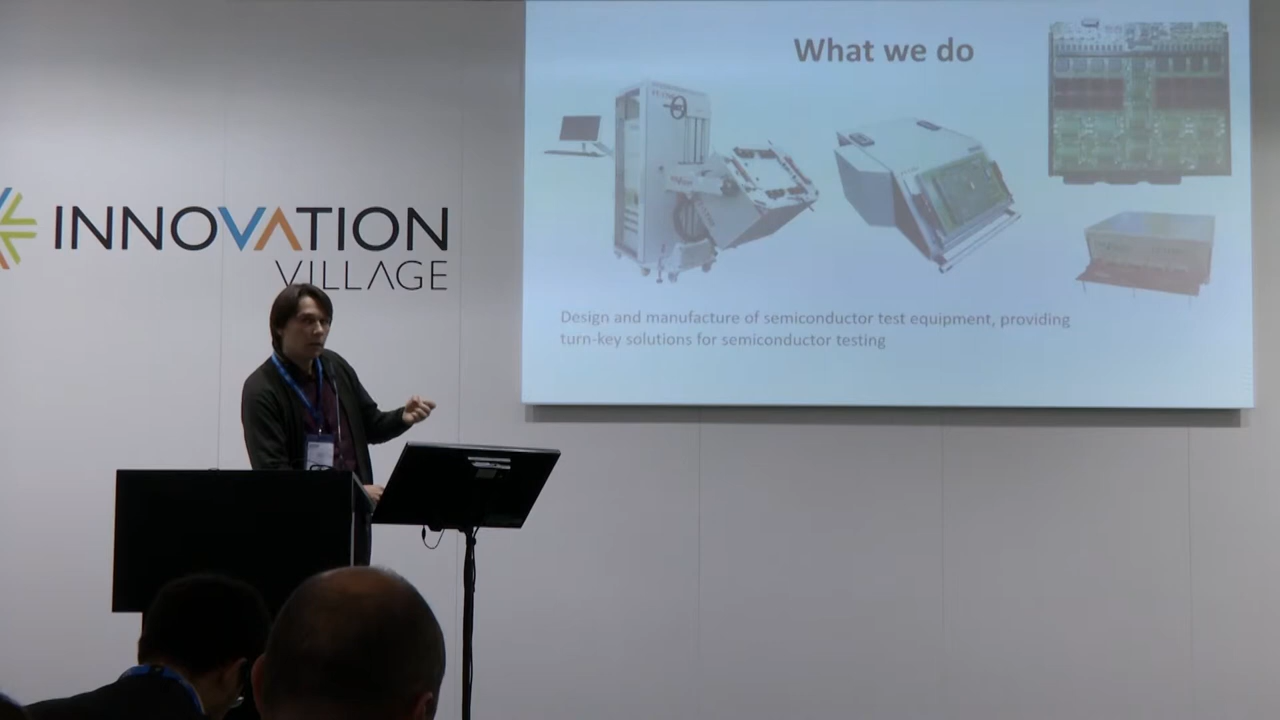 What we do
INNOVATION
VILLAGE
Design and manufacture of semiconductor test equipment, providing
turn-key solutions for semiconductor testing